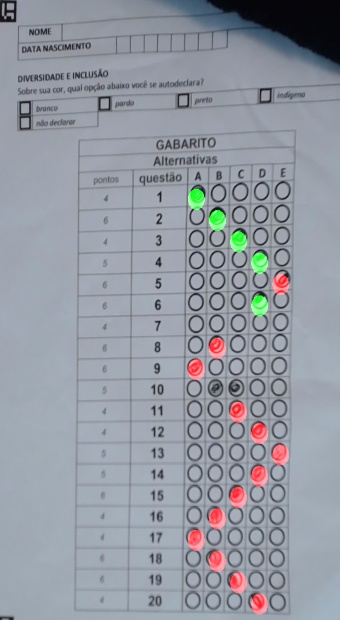 NOME
DATA NASCIMENTO
DIVERSIDADE E INCLUSÃO
Sobre sua cor, qual opção abaixo você se autodeclara?
branco pardo preto indígena
não declarar
GABARITO
Alternativas
pontos questão A B C D E
4 1
6 2
4 3
5 4
6 5
6 6
4 7
6 8
6 9
5 10
4 11
4 12
5 13
5 14
6 15
4 16
4 17
6 18
6 19
4 20